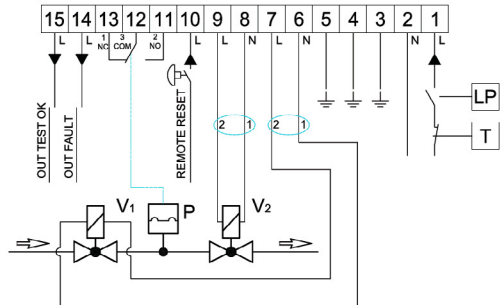 15 14 13 12 11 10 9 8 7 6 5 4 3 2 1
L L 1 NC 3 COM 2 NO L L N L N N L
OUT TEST OK
OUT FAULT
REMOTE RESET
2 1 2 1
LP
T
V1 P V2